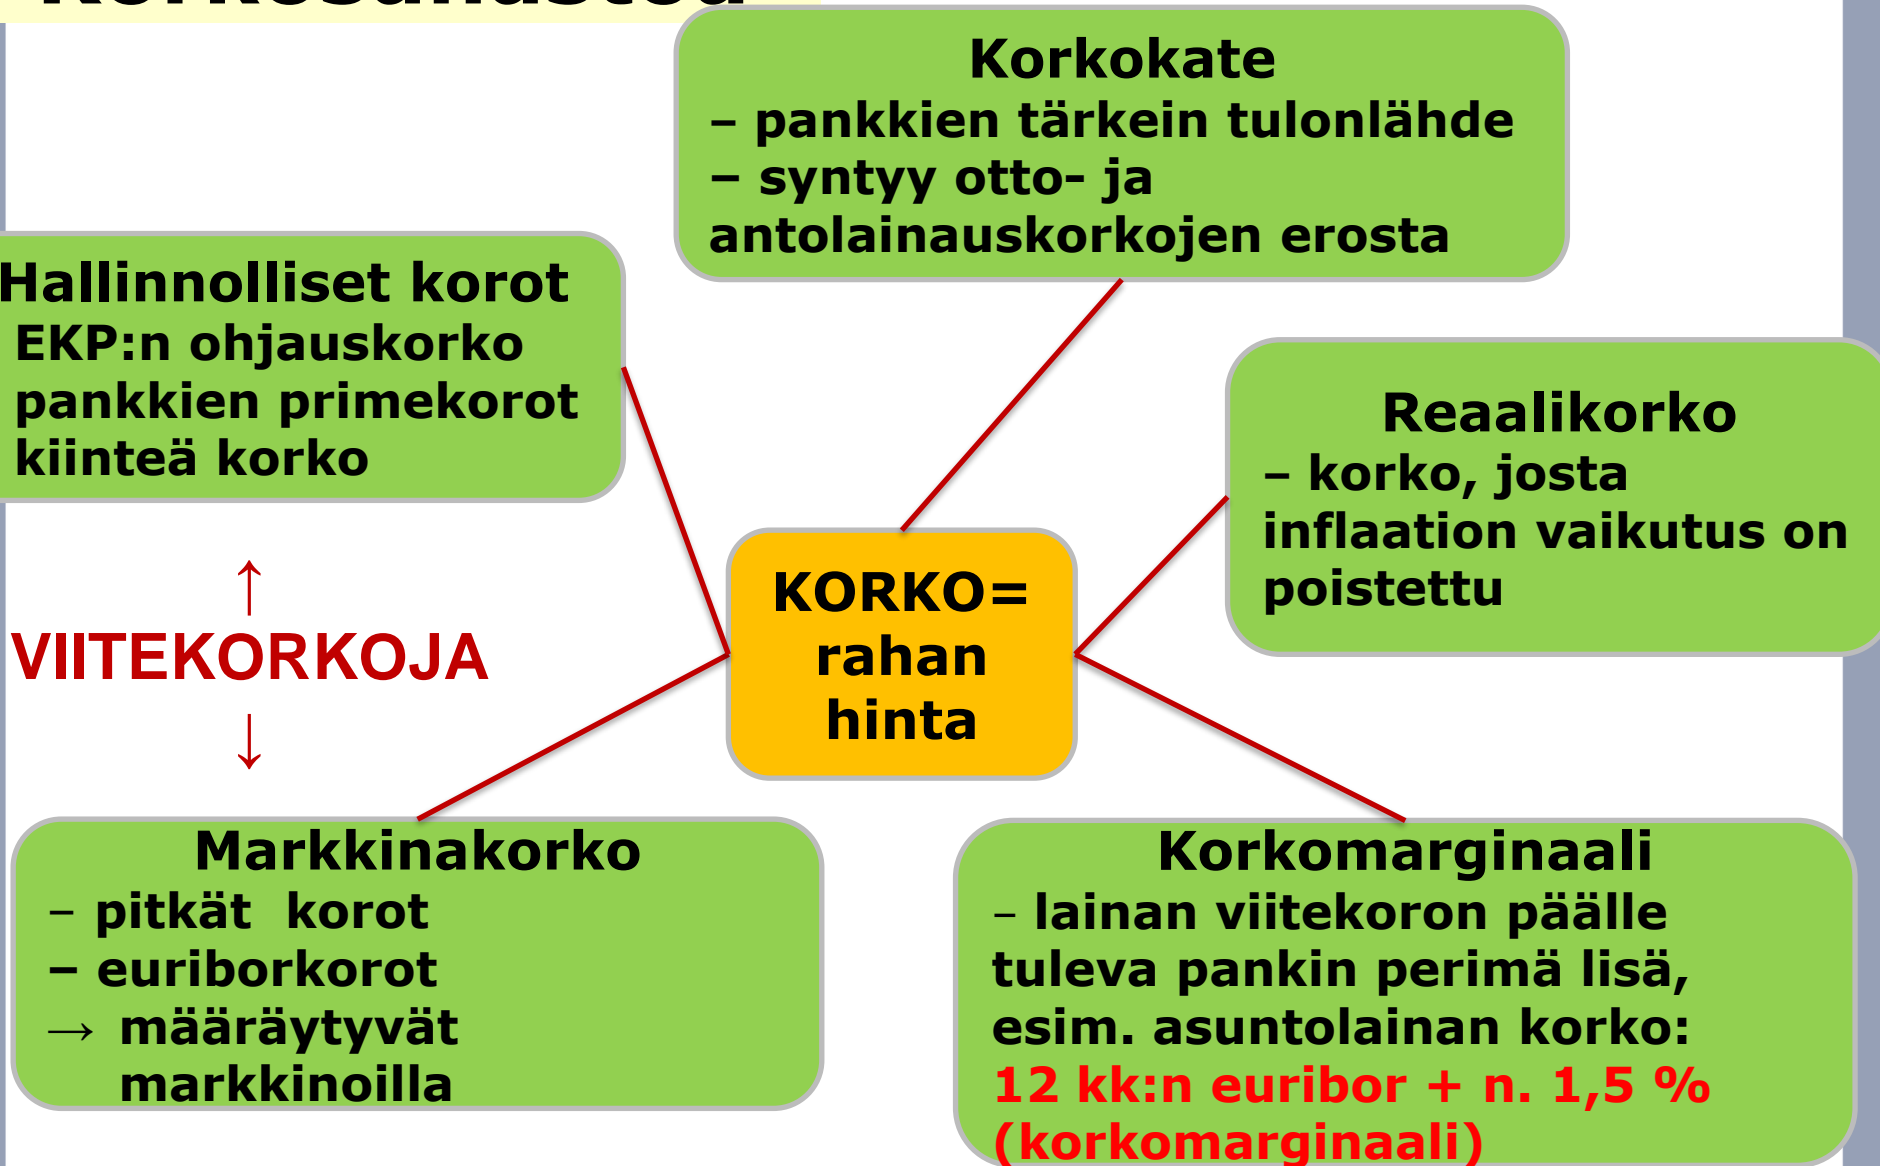 Korkokate
– pankkien tärkein tulonlähde
– syntyy otto- ja
antolainauskorkojen erosta
Hallinnolliset korot
EKP:n ohjauskorko
pankkien primekorot
kiinteä korko
Reaalikorko
– korko, josta
inflaation vaikutus on
poistettu
↑
VIITEKORKOJA
↓
KORKO=
rahan
hinta
Markkinakorko
– pitkät korot
– euriborkorot
→ määräytyvät
markkinoilla
Korkomarginaali
– lainan viitekoron päälle
tuleva pankin perimä lisä,
esim. asuntolainan korko:
12 kk:n euribor + n. 1,5 %
(korkomarginaali)